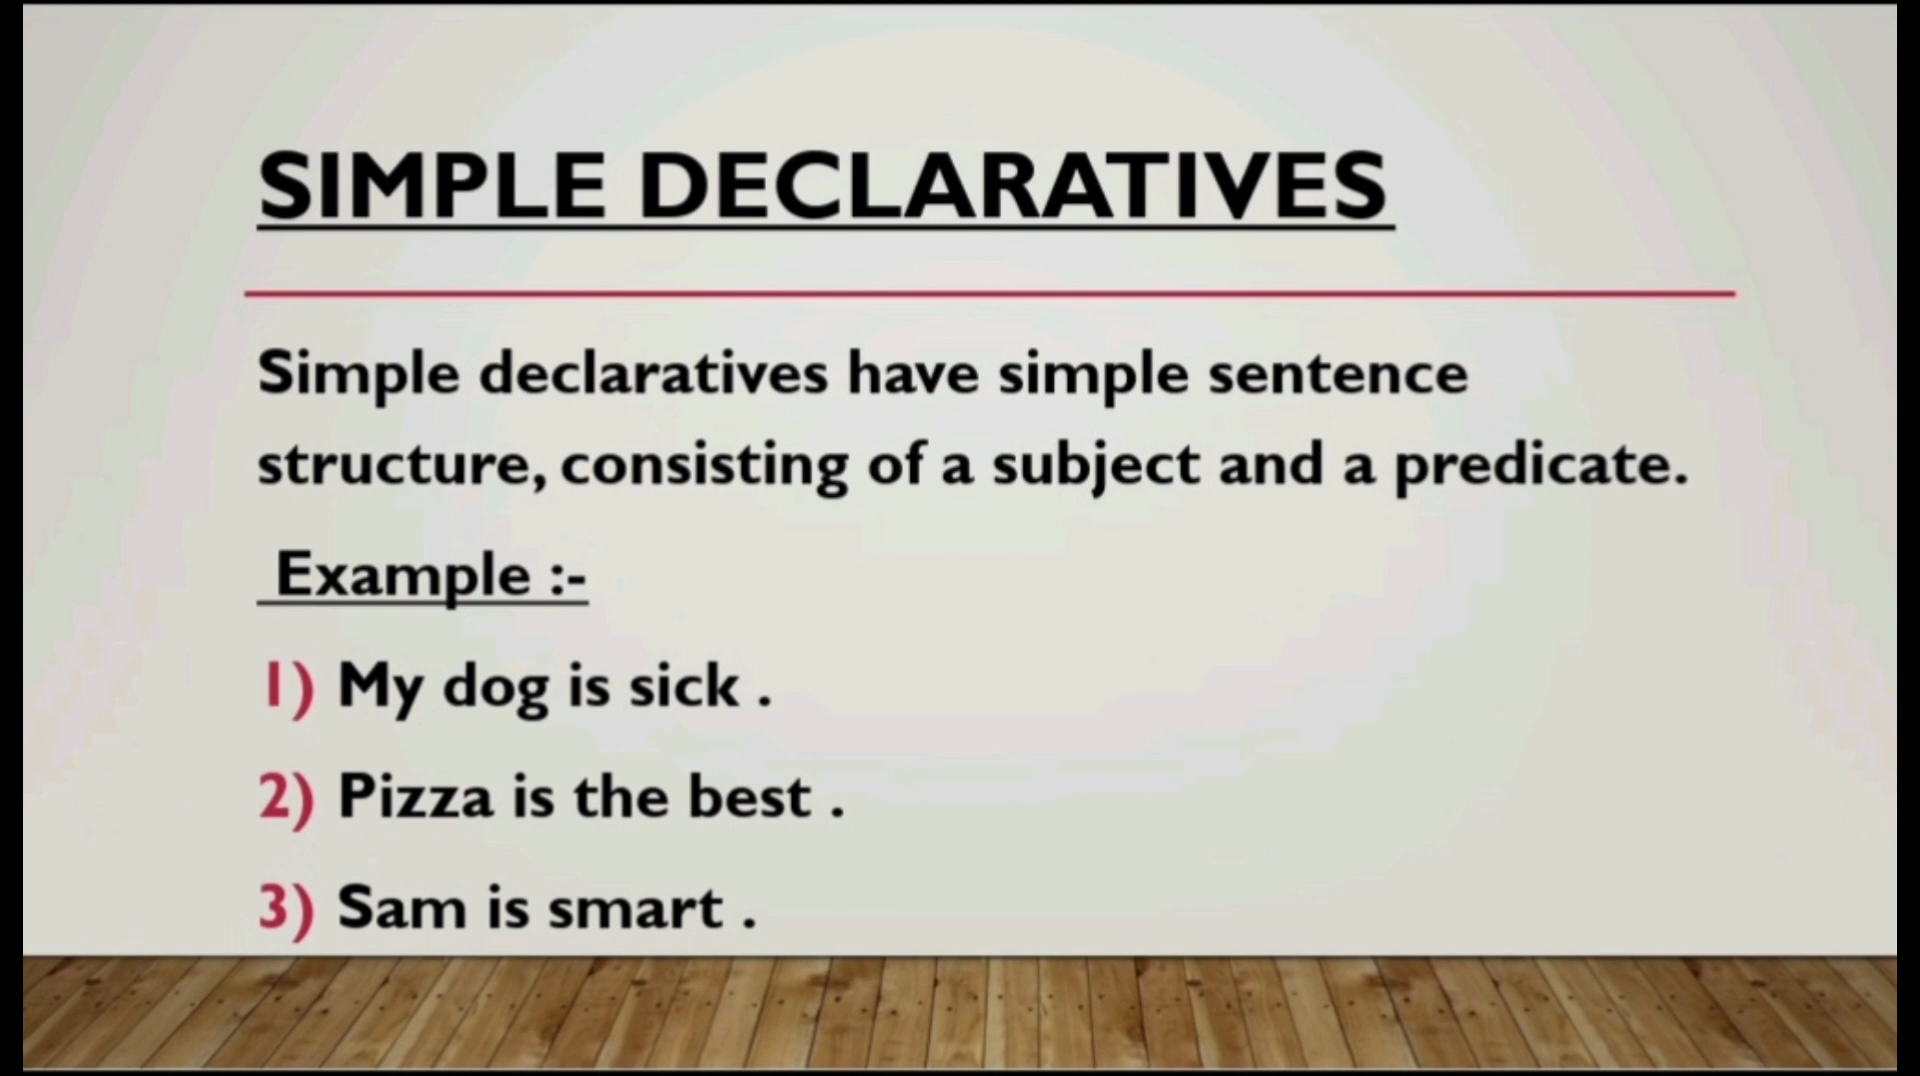 SIMPLE DECLARATIVES
Simple declaratives have simple sentence
structure, consisting of a subject and a predicate.
Example :-
1) My dog is sick .
2) Pizza is the best .
3) Sam is smart .